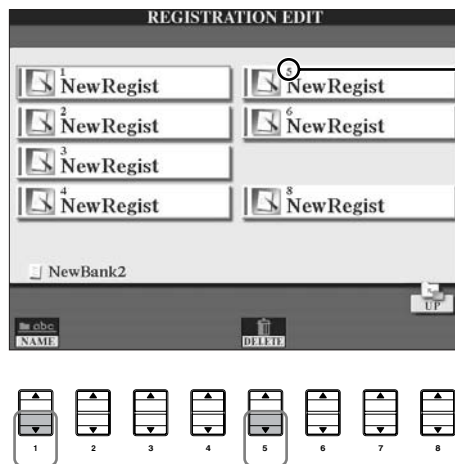 REGISTRATION EDIT
1
NewRegist
5
NewRegist
2
NewRegist
6
NewRegist
3
NewRegist
4
NewRegist
8
NewRegist
NewBank2
UP
abc
NAME
DELETE
1 2 3 4 5 6 7 8